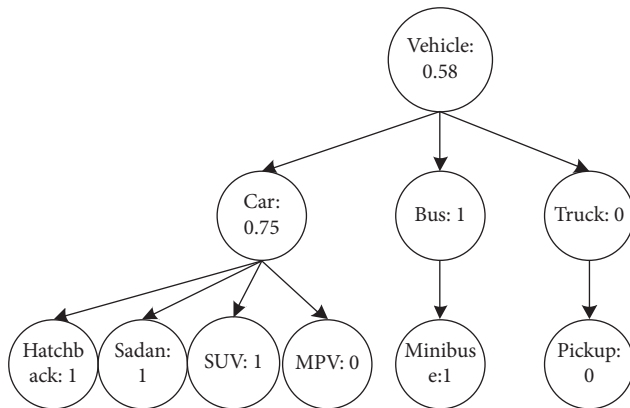 Vehicle:
0.58
Car:
0.75
Bus: 1
Truck: 0
Hatchb
ack: 1
Sadan:
1
SUV: 1
MPV: 0
Minibus
e:1
Pickup:
0